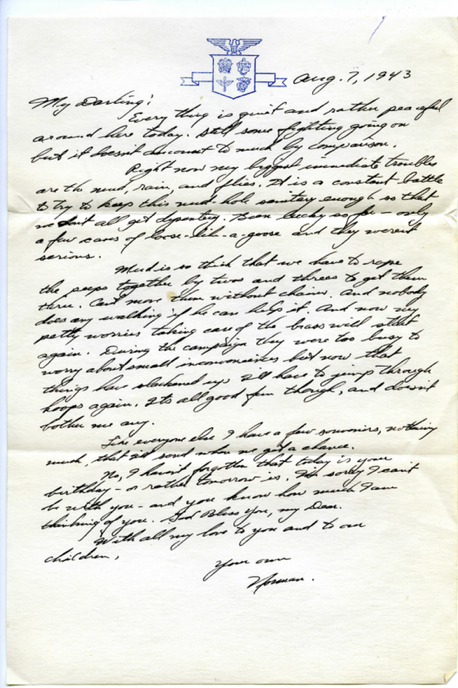 Aug. 7, 1943
My Darling:
Every thing is quiet and rather peaceful
around here today. Still some fighting going on
but it doesn't amount to much by comparison.
Right now my biggest immediate troubles
are the mud, rain, and flies. It is a constant battle
to try to keep this mud hole sanitary enough so that
we don't all get dysentry. Been lucky so far - only
a few cases of loose-like-a-goose and they weren't
serious.
Mud is so thick that we have to rope
the peeps together by twos and threes to get them
thru. Can't move them without chains. And nobody
does any walking if he can help it. And now my
petty worries taking care of the brass will start
again. During the campaign they were too busy to
worry about small inconveniences but now that
things have slackened up I'll have to jump through
hoops again. It's all good fun though, and doesn't
bother me any.
Like everyone else I have a few souvenirs, nothing
much, that I'll send when we get a chance.
No, I haven't forgotten that today is your
birthday - or rather tomorrow is. I'm sorry I can't
be with you - and you know how much I am
thinking of you. God Bless you, my Dear.
With all my love to you and to our
children,
Your own
Norman.